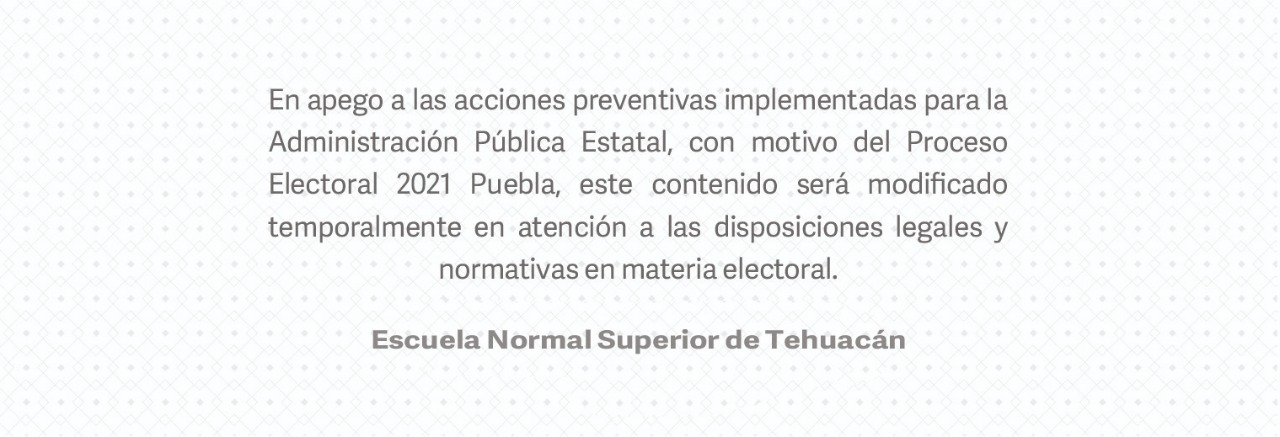 En apego a las acciones preventivas implementadas para la
Administración Pública Estatal, con motivo del Proceso
Electoral 2021 Puebla, este contenido será modificado
temporalmente en atención a las disposiciones legales y
normativas en materia electoral.
Escuela Normal Superior de Tehuacán